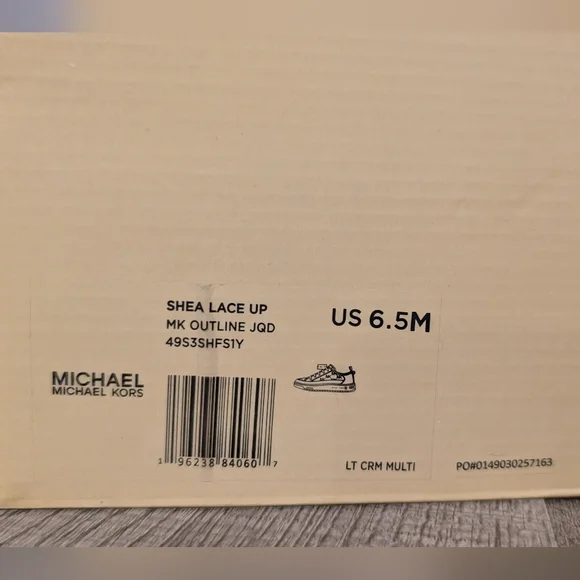 SHEA LACE UP
MK OUTLINE JQD
49S3SHFS1Y
US 6.5M
MICHAEL
MICHAEL KORS
1 96238 84060 7
LT CRM MULTI
PO#0149030257163